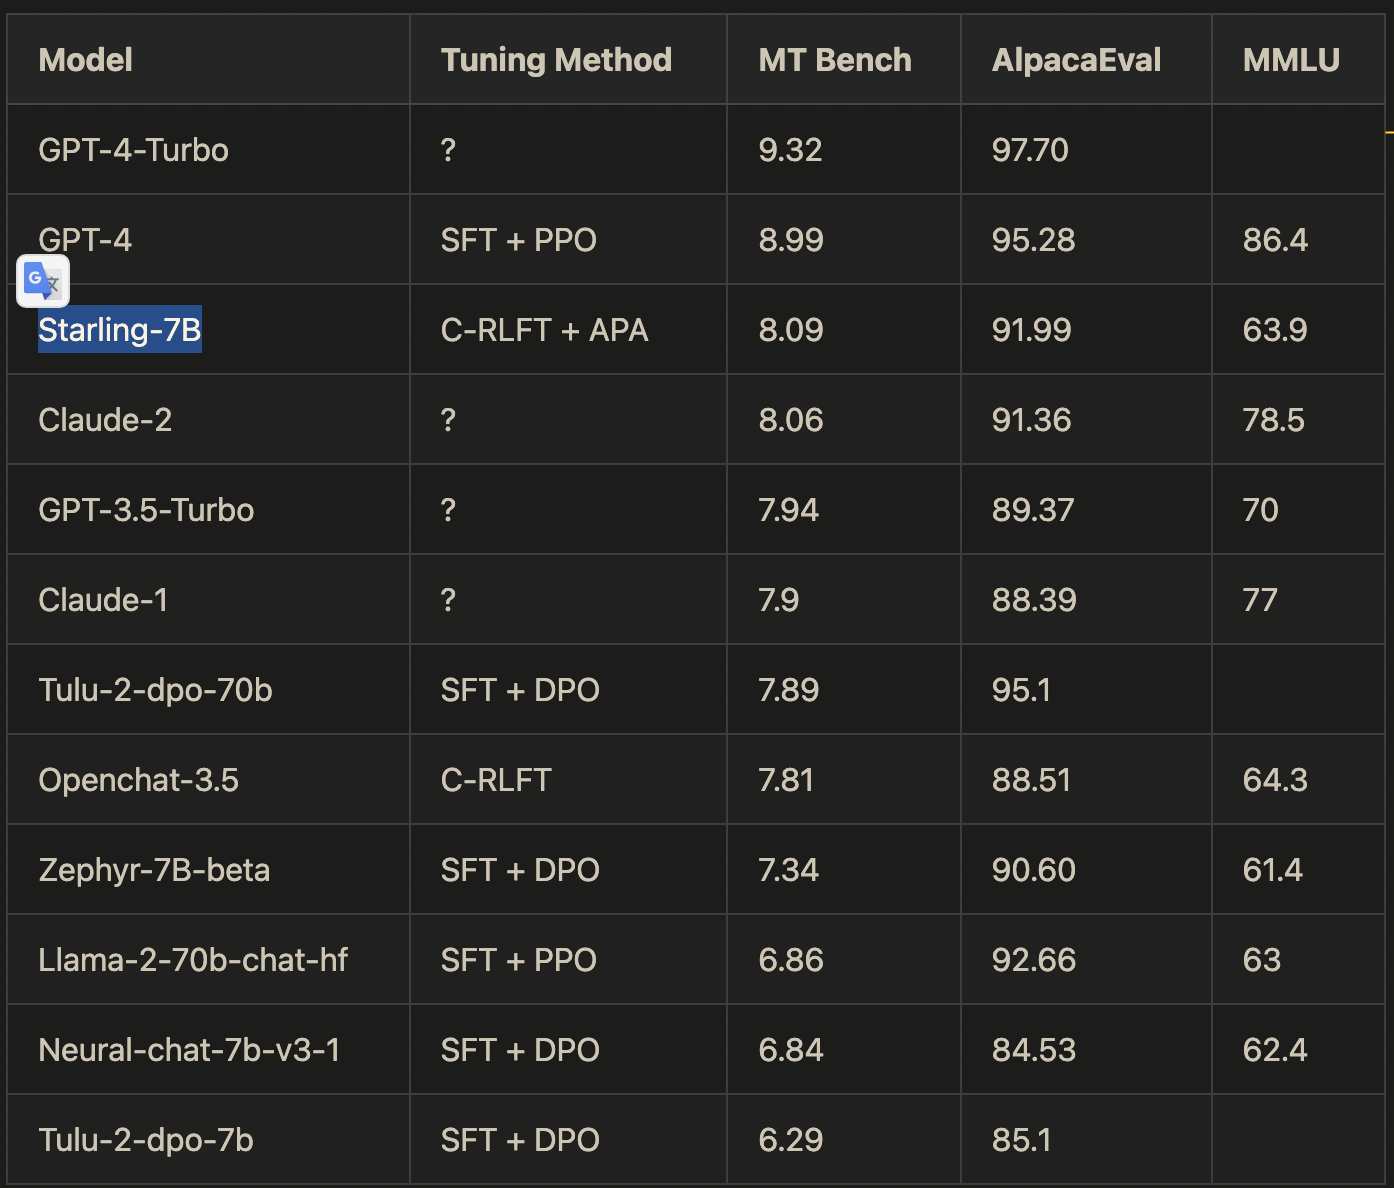 Model Tuning Method MT Bench AlpacaEval MMLU
GPT-4-Turbo ? 9.32 97.70
GPT-4 SFT + PPO 8.99 95.28 86.4
G 文
Starling-7B C-RLFT + APA 8.09 91.99 63.9
Claude-2 ? 8.06 91.36 78.5
GPT-3.5-Turbo ? 7.94 89.37 70
Claude-1 ? 7.9 88.39 77
Tulu-2-dpo-70b SFT + DPO 7.89 95.1
Openchat-3.5 C-RLFT 7.81 88.51 64.3
Zephyr-7B-beta SFT + DPO 7.34 90.60 61.4
Llama-2-70b-chat-hf SFT + PPO 6.86 92.66 63
Neural-chat-7b-v3-1 SFT + DPO 6.84 84.53 62.4
Tulu-2-dpo-7b SFT + DPO 6.29 85.1